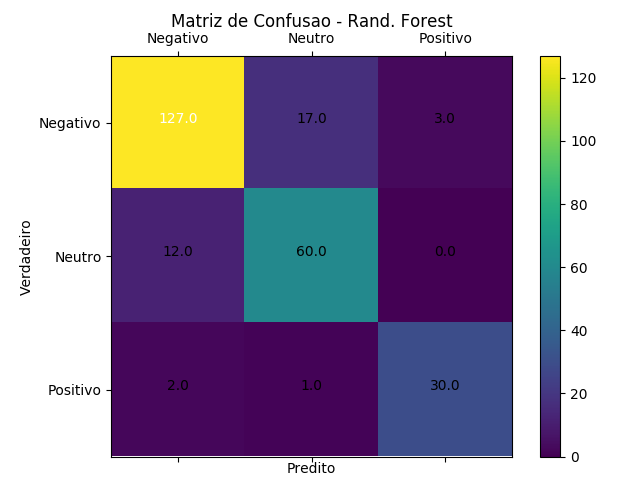 Matriz de Confusao - Rand. Forest
Negativo Neutro Positivo
Negativo 127.0 17.0 3.0
Neutro 12.0 60.0 0.0
Positivo 2.0 1.0 30.0
Verdadeiro
Predito
120
100
80
60
40
20
0